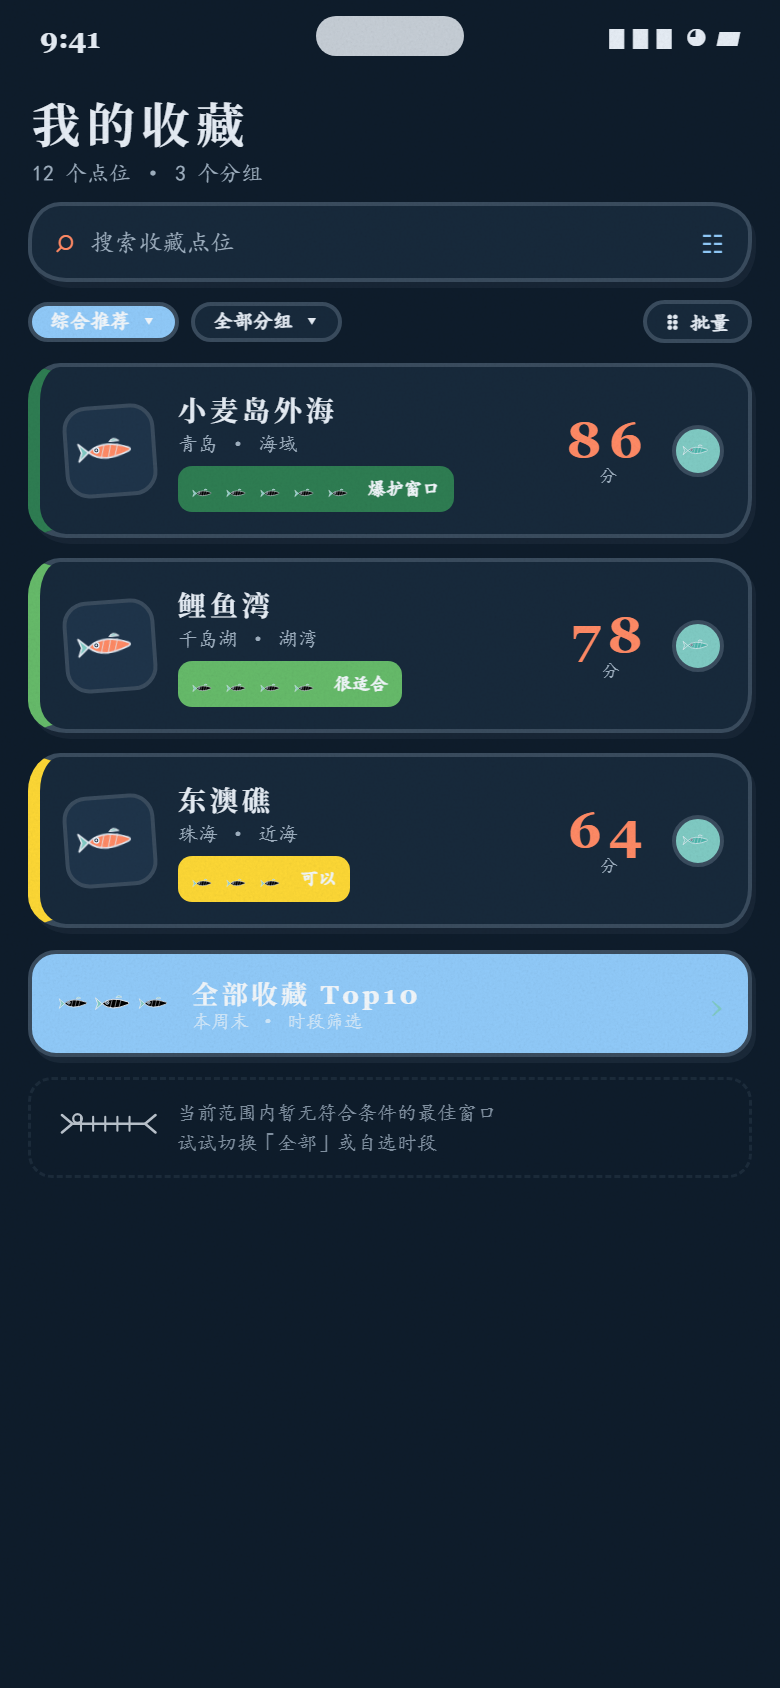 9:41
我的收藏
12 个点位 • 3 个分组
搜索收藏点位
综合推荐 ▼
全部分组 ▼
批量
小麦岛外海
青岛 • 海域
爆护窗口
86
分
鲤鱼湾
千岛湖 • 湖湾
很适合
78
分
东澳礁
珠海 • 近海
可以
64
分
全部收藏 Top10
本周末 • 时段筛选
当前范围内暂无符合条件的最佳窗口
试试切换「全部」或自选时段